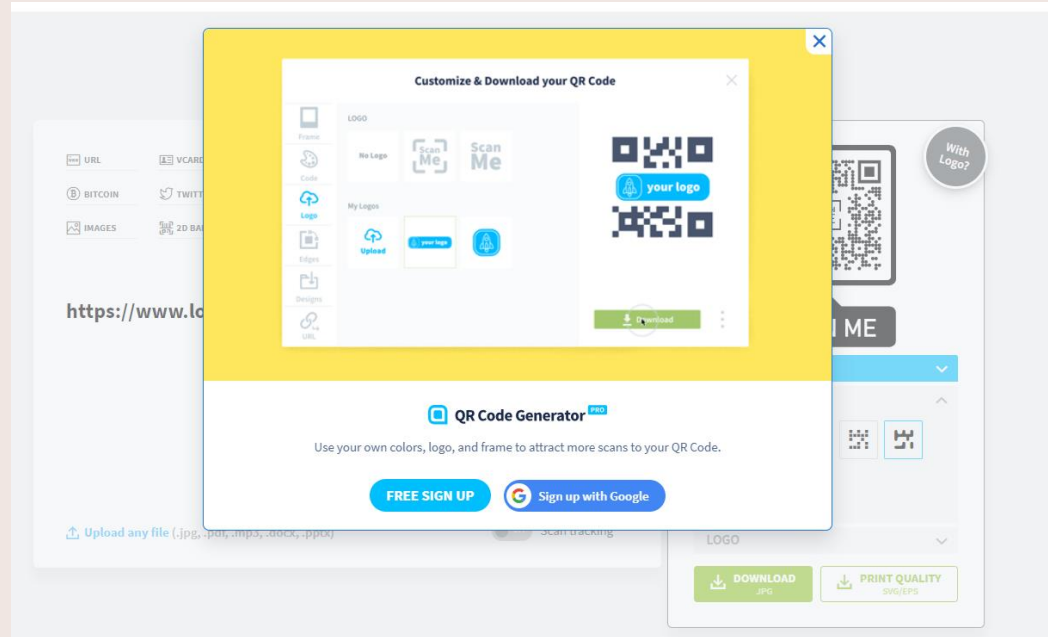 Customize & Download your QR Code
LOGO
Frame
No Logo
Scan
Me
Scan
Me
Code
Logo
My Logos
Upload
your logo
Edges
Designs
URL
your logo
Download
QR Code Generator PRO
Use your own colors, logo, and frame to attract more scans to your QR Code.
FREE SIGN UP
G Sign up with Google
URL
VCARD
BITCOIN
IMAGES
2D
https://www.lo
Upload any file (.jpg, .pdf, .mp3, .docx, .pptx)
Scan tracking
With
Logo?
ME
LOGO
DOWNLOAD
JPG
PRINT QUALITY
SVG/EPS